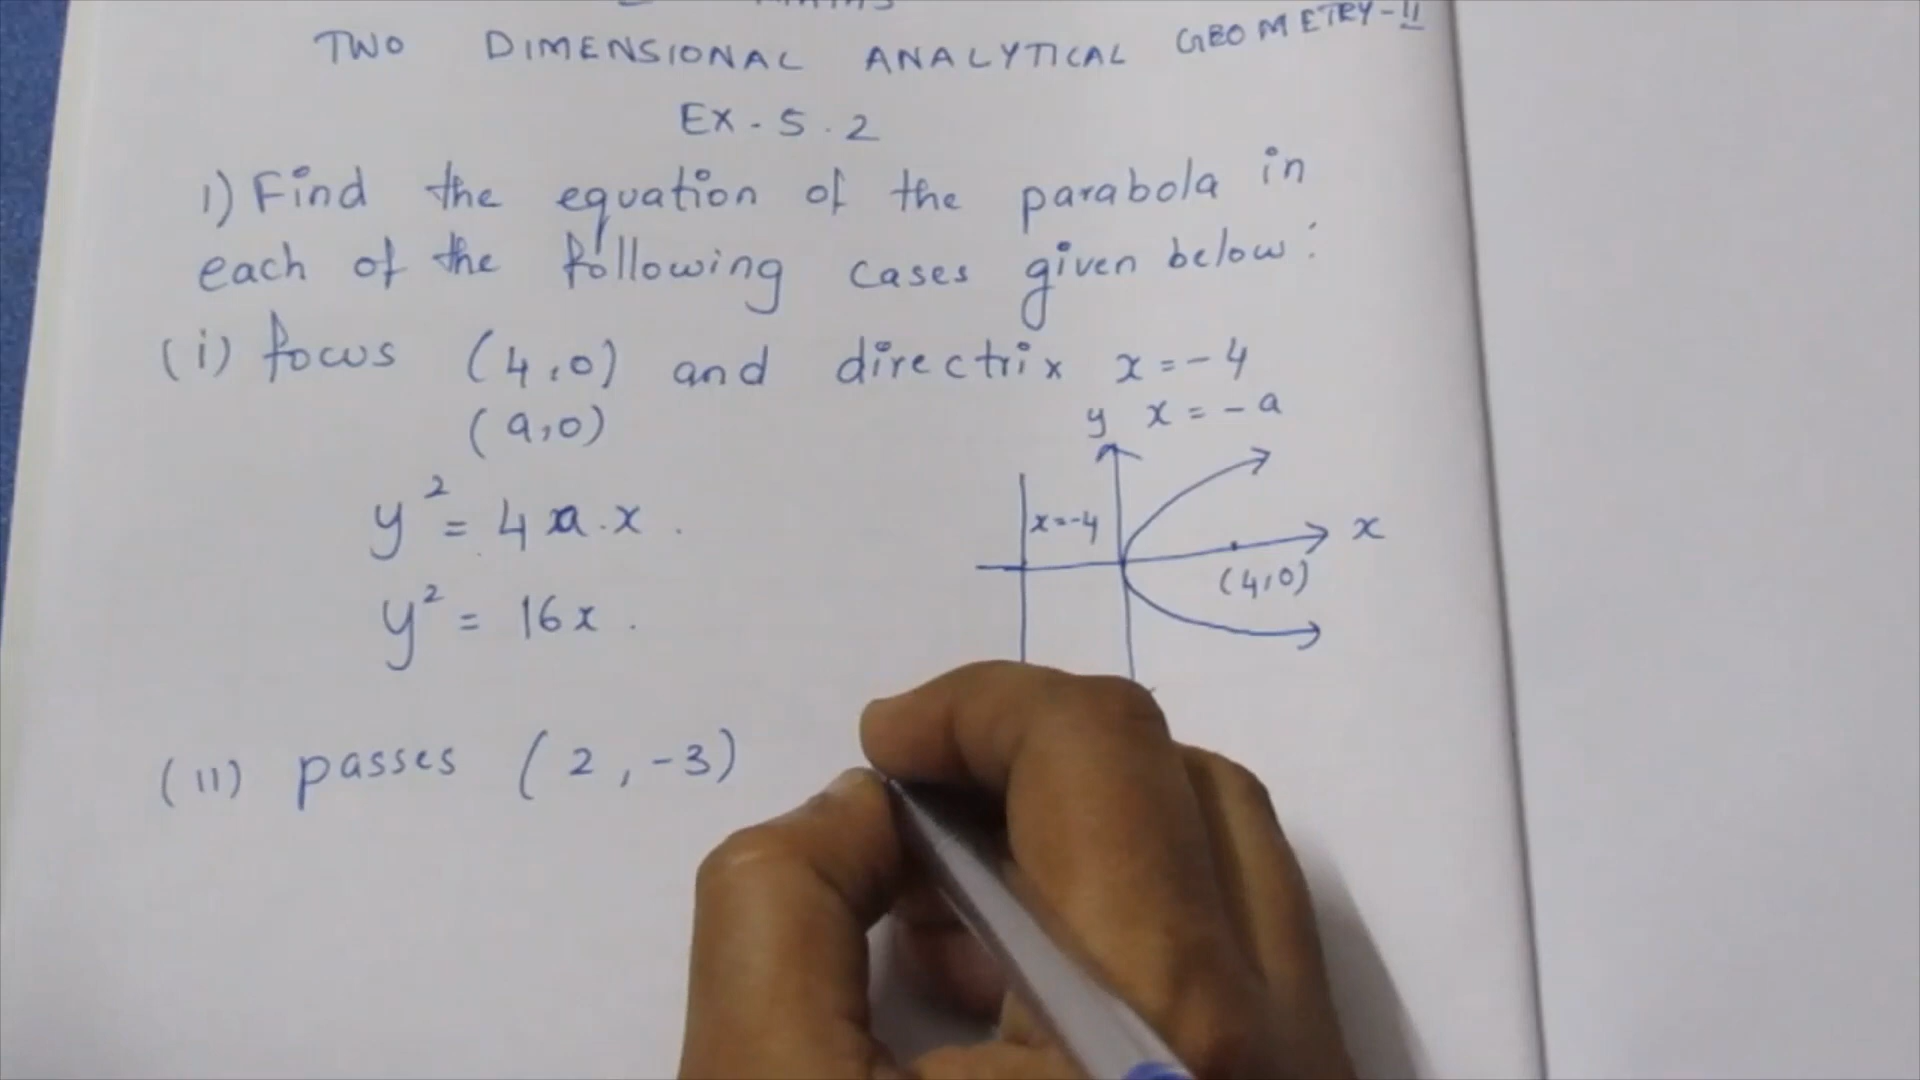 TWO DIMENSIONAL ANALYTICAL GEOMETRY-II
EX-5.2
1) Find the equation of the parabola in
each of the following cases given below:
(i) focus (4,0) and directrix x=-4
(a,0) x=-a
y
y²=4a.x.
x=-4
x
(4,0)
y²=16x.
(ii) passes (2,-3)